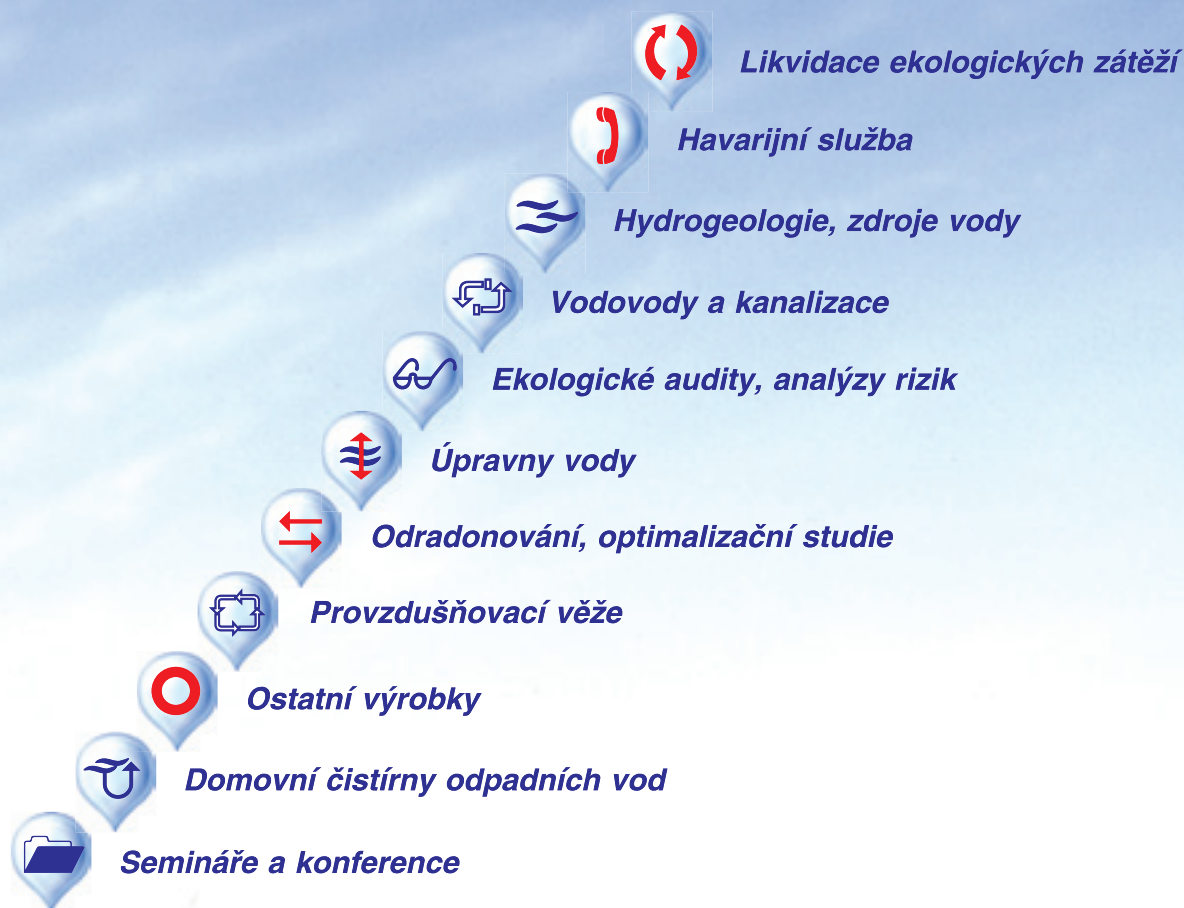 Likvidace ekologických zátěží
Havarijní služba
Hydrogeologie, zdroje vody
Vodovody a kanalizace
Ekologické audity, analýzy rizik
Úpravny vody
Odradonování, optimalizační studie
Provzdušňovací věže
Ostatní výrobky
Domovní čistírny odpadních vod
Semináře a konference